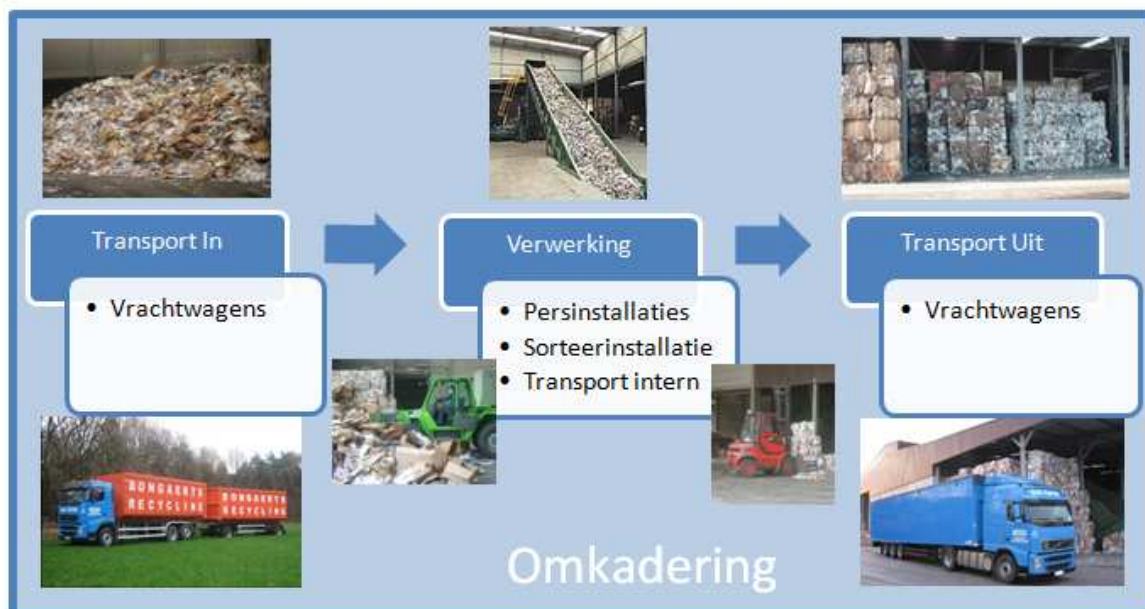 Transport In
• Vrachtwagens
Verwerking
• Persinstallaties
• Sorteerinstallatie
• Transport intern
Transport Uit
• Vrachtwagens
BONGAERTS
RECYCLING
BONGAERTS
RECYCLING
Omkadering